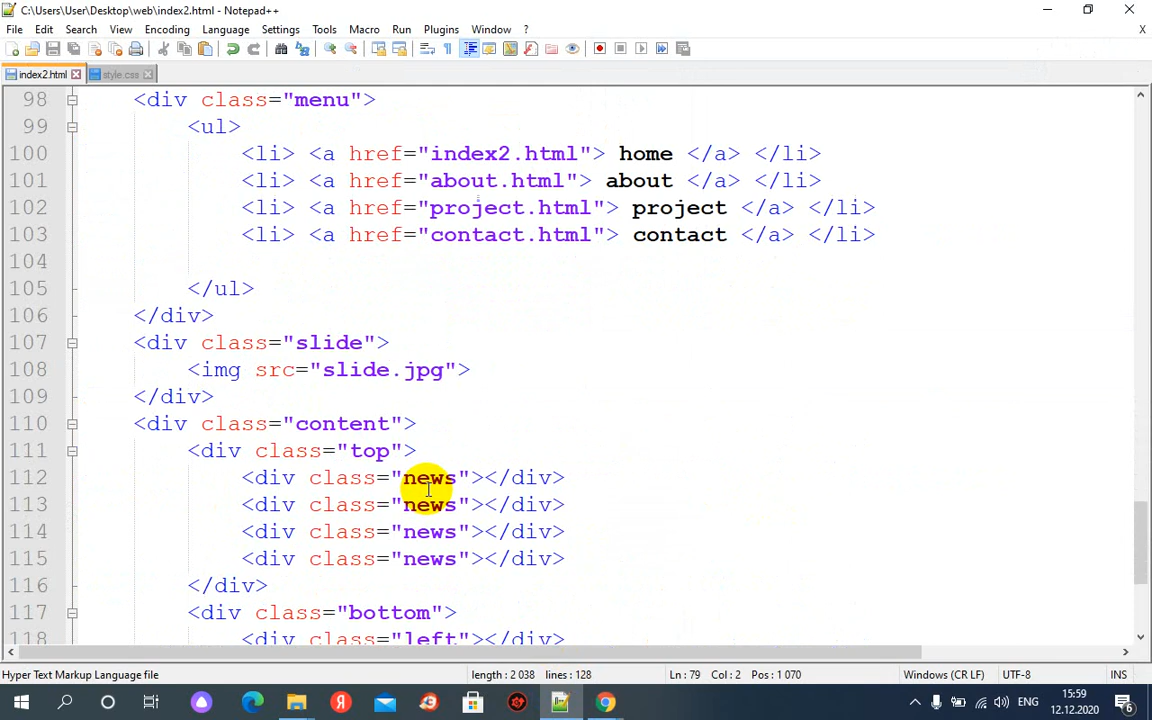 C:\Users\User\Desktop\web\index2.html - Notepad++
File Edit Search View Encoding Language Settings Tools Macro Run Plugins Window ? X
index2.html style.css
98 <div class="menu">
99 <ul>
100 <li> <a href="index2.html"> home </a> </li>
101 <li> <a href="about.html"> about </a> </li>
102 <li> <a href="project.html"> project </a> </li>
103 <li> <a href="contact.html"> contact </a> </li>
104
105 </ul>
106 </div>
107 <div class="slide">
108 <img src="slide.jpg">
109 </div>
110 <div class="content">
111 <div class="top">
112 <div class="news"></div>
113 <div class="news"></div>
114 <div class="news"></div>
115 <div class="news"></div>
116 </div>
117 <div class="bottom">
118 <div class="left"></div>
Hyper Text Markup Language file length : 2 038 lines : 128 Ln : 79 Col : 2 Pos : 1 070 Windows (CR LF) UTF-8 INS
ENG 15:59
12.12.2020 6